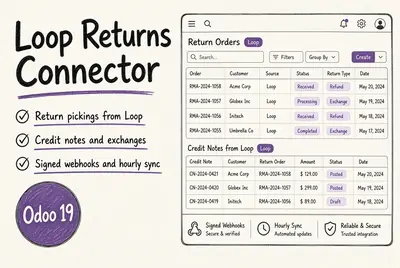 Loop Returns
Connector
Return pickings from Loop
Credit notes and exchanges
Signed webhooks and hourly sync
Odoo 19
Return Orders Loop
Search... Filters Group By Create
Order Customer Source Status Return Type Date
RMA-2024-1058 Acme Corp Loop Received Refund May 20, 2024
RMA-2024-1057 Globex Inc Loop Processing Exchange May 19, 2024
RMA-2024-1056 Initech Loop Received Refund May 18, 2024
RMA-2024-1055 Umbrella Co Loop Completed Exchange May 17, 2024
Credit Notes from Loop Loop
Credit Note Customer Return Order Amount Status Date
CN-2024-0421 Acme Corp RMA-2024-1058 $ 129.00 Posted May 20, 2024
CN-2024-0420 Globex Inc RMA-2024-1057 $ 299.00 Posted May 19, 2024
CN-2024-0419 Initech RMA-2024-1056 $ 89.00 Draft May 18, 2024
Signed Webhooks Hourly Sync Reliable & Secure
Secure & verified Automated updates Trusted integration